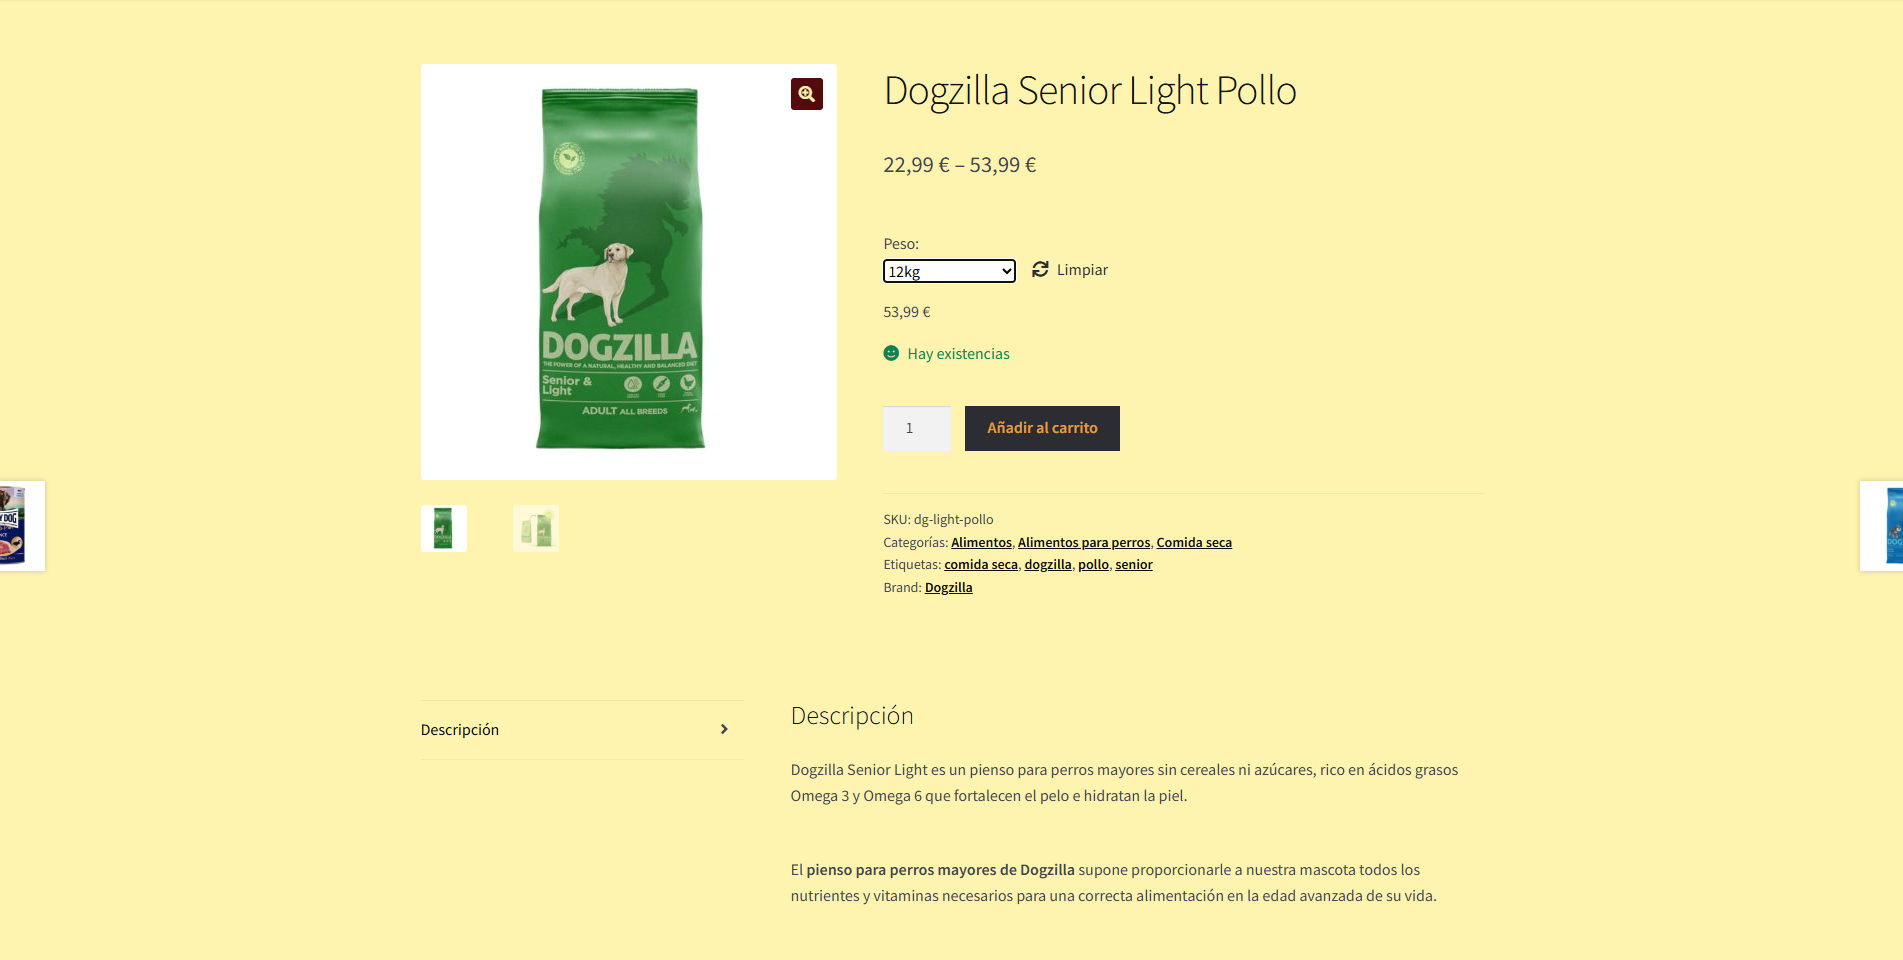 Dogzilla Senior Light Pollo
22,99 € – 53,99 €
Peso:
12kg
Limpiar
53,99 €
Hay existencias
1
Añadir al carrito
SKU: dg-light-pollo
Categorías: Alimentos, Alimentos para perros, Comida seca
Etiquetas: comida seca, dogzilla, pollo, senior
Brand: Dogzilla
DOGZILLA
THE POWER OF A NATURAL, HEALTHY AND BALANCED DIET
Senior &
Light
ADULT ALL BREEDS
Descripción
Descripción
Dogzilla Senior Light es un pienso para perros mayores sin cereales ni azúcares, rico en ácidos grasos
Omega 3 y Omega 6 que fortalecen el pelo e hidratan la piel.
El pienso para perros mayores de Dogzilla supone proporcionarle a nuestra mascota todos los
nutrientes y vitaminas necesarios para una correcta alimentación en la edad avanzada de su vida.